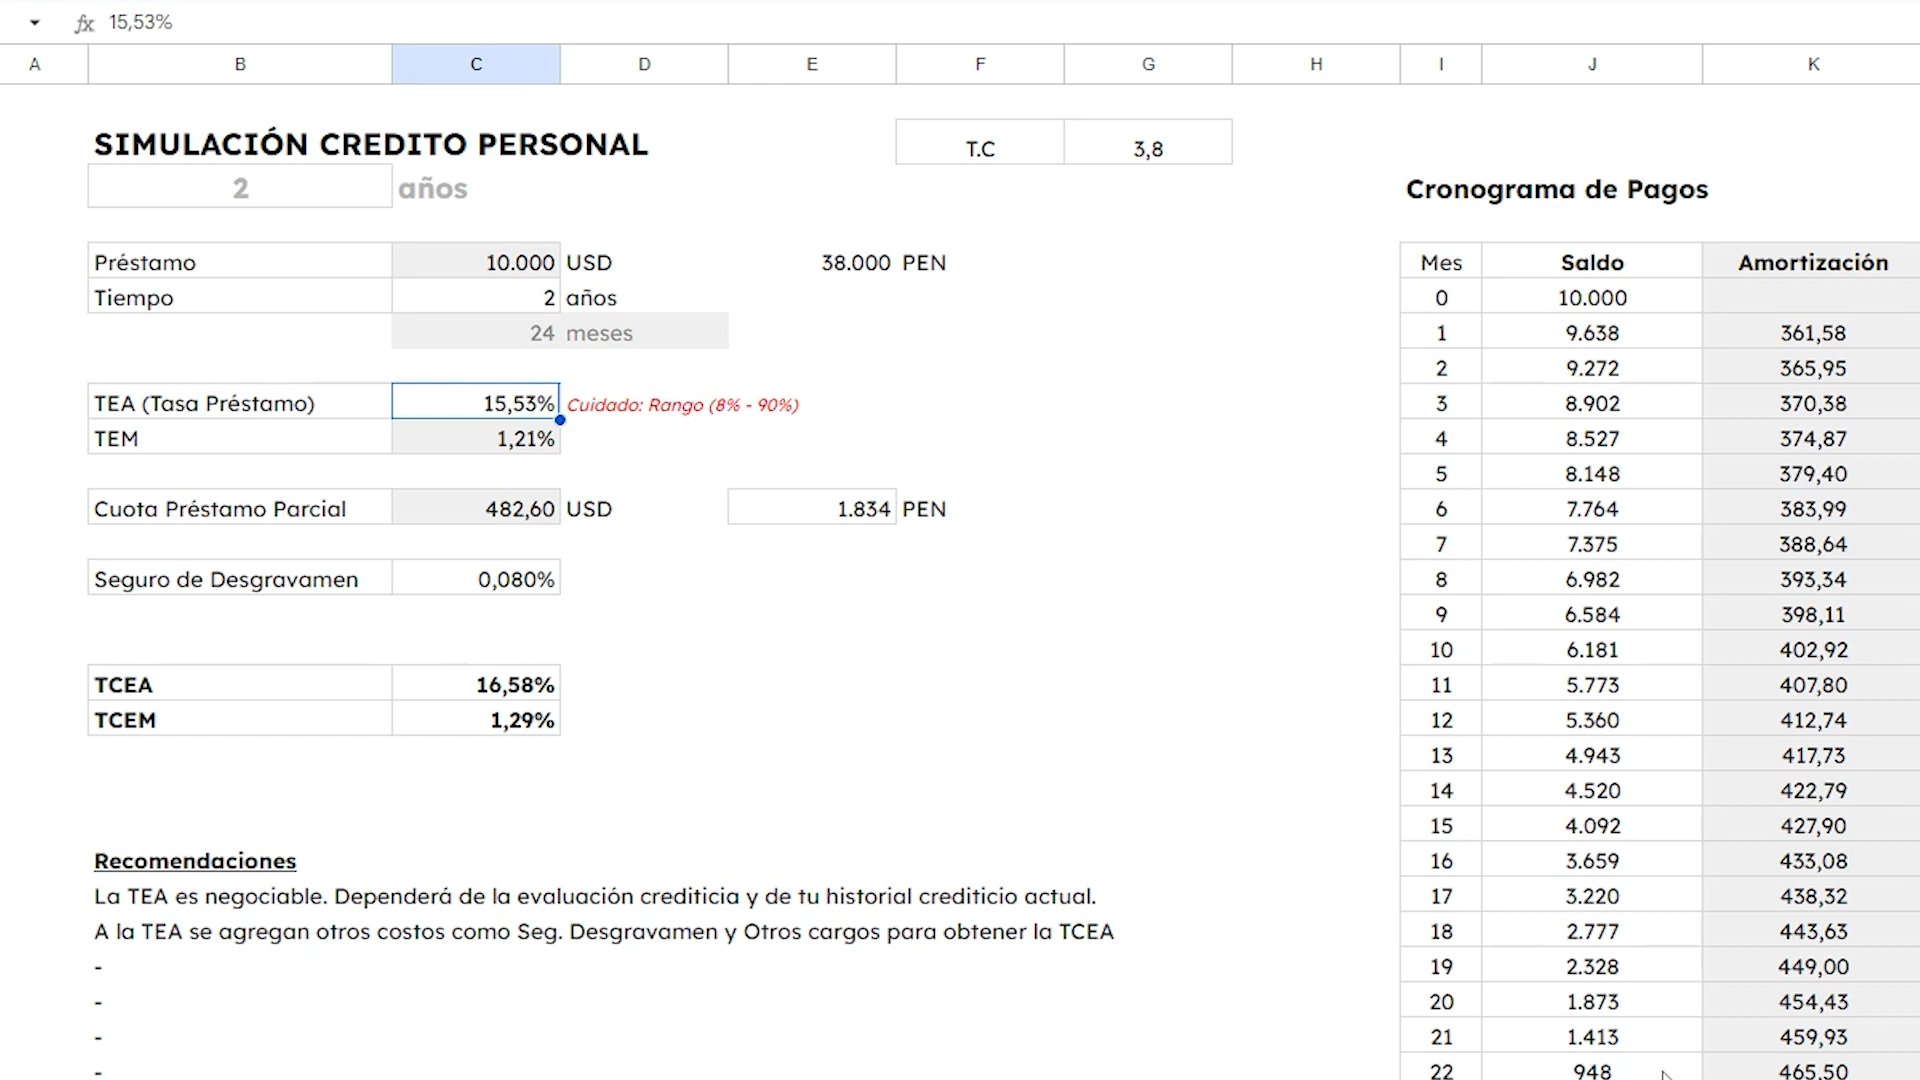 fx 15,53%
A B C D E F G H I J K
SIMULACIÓN CREDITO PERSONAL
T.C 3,8
2 años
Cronograma de Pagos
Préstamo 10.000 USD 38.000 PEN
Tiempo 2 años
24 meses
TEA (Tasa Préstamo) 15,53% Cuidado: Rango (8% - 90%)
TEM 1,21%
Cuota Préstamo Parcial 482,60 USD 1.834 PEN
Seguro de Desgravamen 0,080%
TCEA 16,58%
TCEM 1,29%
Recomendaciones
La TEA es negociable. Dependerá de la evaluación crediticia y de tu historial crediticio actual.
A la TEA se agregan otros costos como Seg. Desgravamen y Otros cargos para obtener la TCEA
-
-
-
-
Mes Saldo Amortización
0 10.000
1 9.638 361,58
2 9.272 365,95
3 8.902 370,38
4 8.527 374,87
5 8.148 379,40
6 7.764 383,99
7 7.375 388,64
8 6.982 393,34
9 6.584 398,11
10 6.181 402,92
11 5.773 407,80
12 5.360 412,74
13 4.943 417,73
14 4.520 422,79
15 4.092 427,90
16 3.659 433,08
17 3.220 438,32
18 2.777 443,63
19 2.328 449,00
20 1.873 454,43
21 1.413 459,93
22 948 465,50